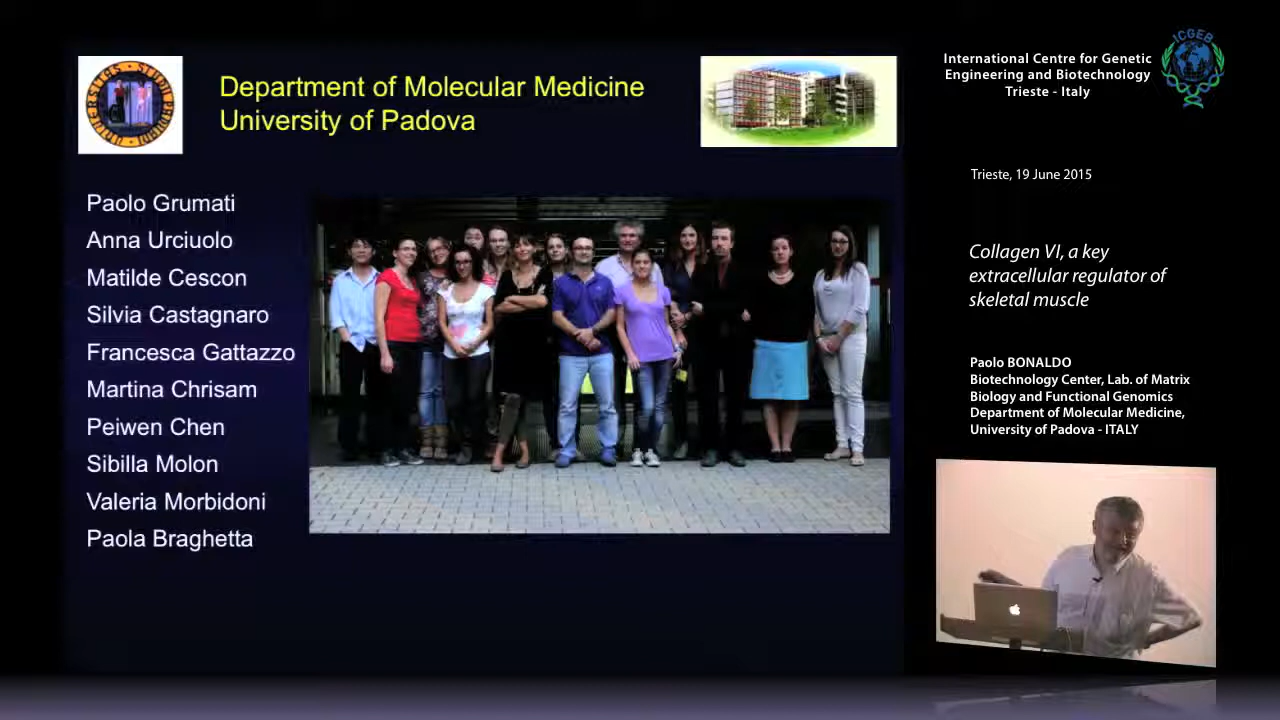 Department of Molecular Medicine
University of Padova
Paolo Grumati
Anna Urciuolo
Matilde Cescon
Silvia Castagnaro
Francesca Gattazzo
Martina Chrisam
Peiwen Chen
Sibilla Molon
Valeria Morbidoni
Paola Braghetta
International Centre for Genetic
Engineering and Biotechnology
Trieste - Italy
ICGEB
Trieste, 19 June 2015
Collagen VI, a key
extracellular regulator of
skeletal muscle
Paolo BONALDO
Biotechnology Center, Lab. of Matrix
Biology and Functional Genomics
Department of Molecular Medicine,
University of Padova - ITALY